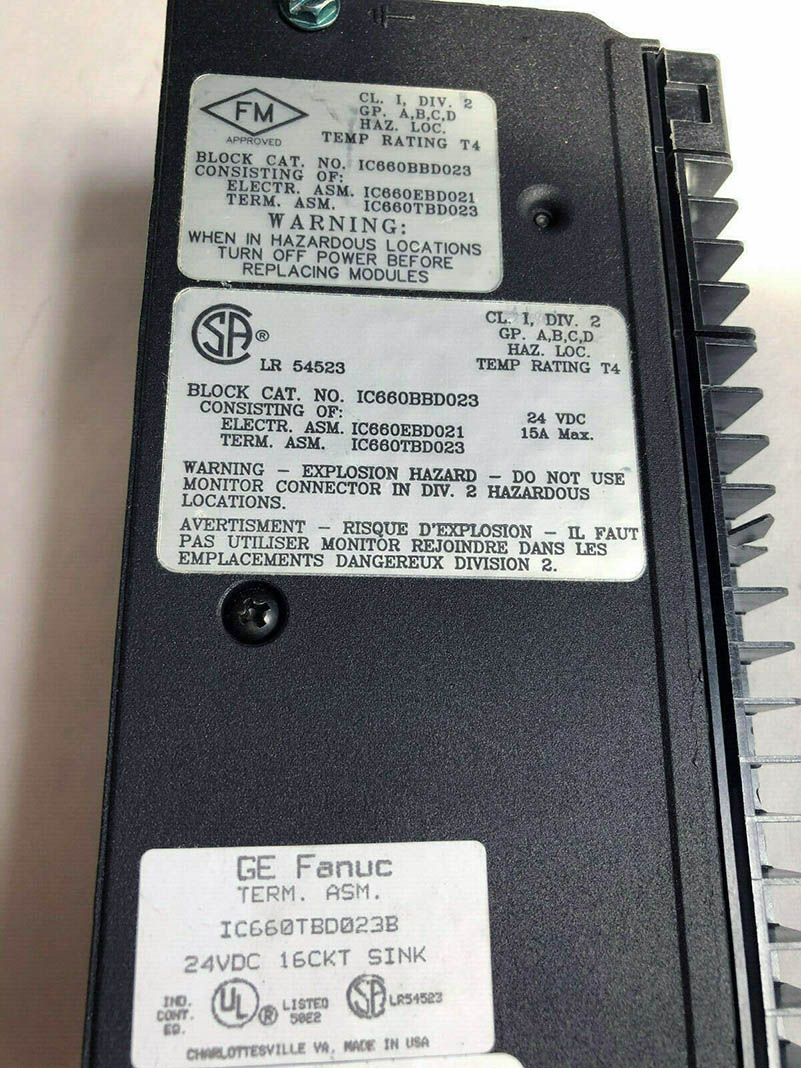 FM
APPROVED
CL. I, DIV. 2
GP. A,B,C,D
HAZ. LOC.
TEMP RATING T4
BLOCK CAT. NO. IC660BBD023
CONSISTING OF:
ELECTR. ASM. IC660EBD021
TERM. ASM. IC660TBD023
WARNING:
WHEN IN HAZARDOUS LOCATIONS
TURN OFF POWER BEFORE
REPLACING MODULES
SA ®
LR 54523
CL. I, DIV. 2
GP. A,B,C,D
HAZ. LOC.
TEMP RATING T4
BLOCK CAT. NO. IC660BBD023
CONSISTING OF:
ELECTR. ASM. IC660EBD021
TERM. ASM. IC660TBD023
24 VDC
15A Max.
WARNING – EXPLOSION HAZARD – DO NOT USE
MONITOR CONNECTOR IN DIV. 2 HAZARDOUS
LOCATIONS.
AVERTISMENT – RISQUE D'EXPLOSION – IL FAUT
PAS UTILISER MONITOR REJOINDRE DANS LES
EMPLACEMENTS DANGEREUX DIVISION 2.
GE Fanuc
TERM. ASM.
IC660TBD023B
24VDC 16CKT SINK
IND.
CONT.
EQ.
UL ®
LISTED
50E2
SA
LR54523
CHARLOTTESVILLE VA, MADE IN USA